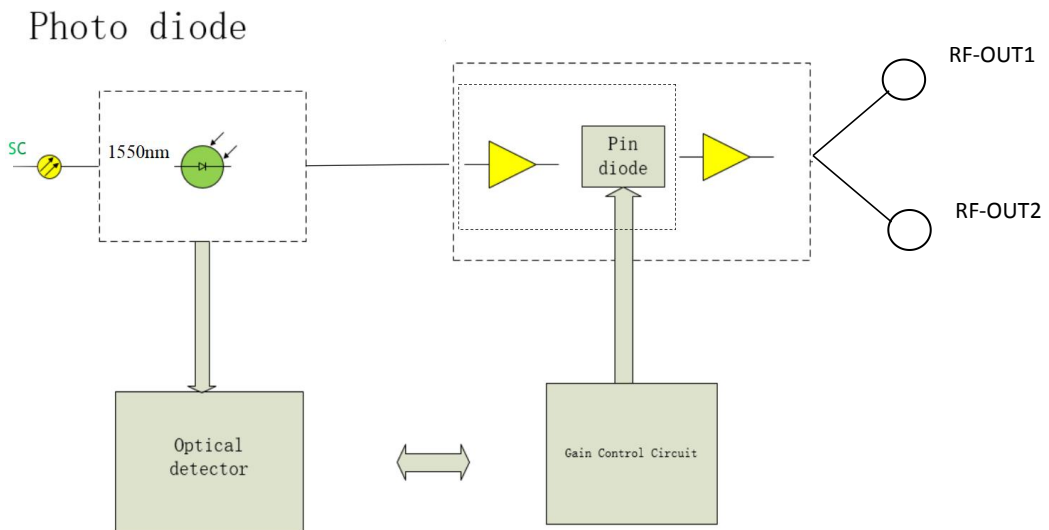 Photo diode
RF-OUT1
SC
1550nm
Pin
diode
RF-OUT2
Optical
detector
Gain Control Circuit